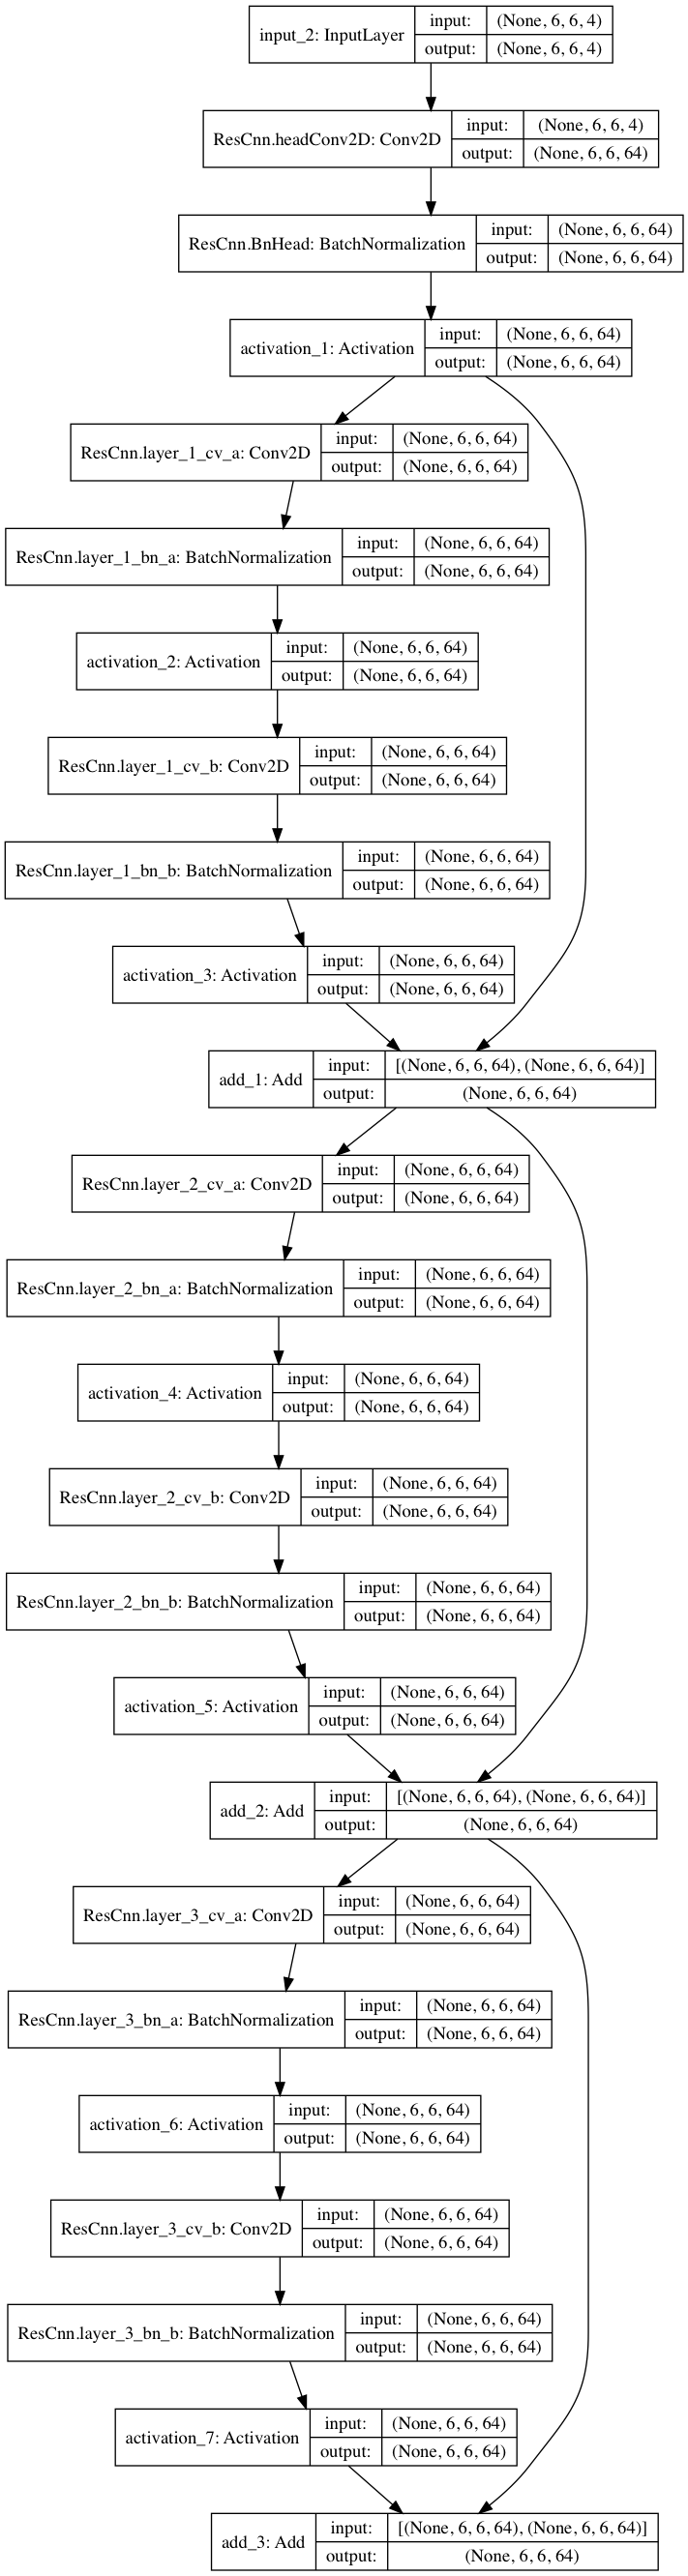 input_2: InputLayer
input: (None, 6, 6, 4)
output: (None, 6, 6, 4)
ResCnn.headConv2D: Conv2D
input: (None, 6, 6, 4)
output: (None, 6, 6, 64)
ResCnn.BnHead: BatchNormalization
input: (None, 6, 6, 64)
output: (None, 6, 6, 64)
activation_1: Activation
input: (None, 6, 6, 64)
output: (None, 6, 6, 64)
ResCnn.layer_1_cv_a: Conv2D
input: (None, 6, 6, 64)
output: (None, 6, 6, 64)
ResCnn.layer_1_bn_a: BatchNormalization
input: (None, 6, 6, 64)
output: (None, 6, 6, 64)
activation_2: Activation
input: (None, 6, 6, 64)
output: (None, 6, 6, 64)
ResCnn.layer_1_cv_b: Conv2D
input: (None, 6, 6, 64)
output: (None, 6, 6, 64)
ResCnn.layer_1_bn_b: BatchNormalization
input: (None, 6, 6, 64)
output: (None, 6, 6, 64)
activation_3: Activation
input: (None, 6, 6, 64)
output: (None, 6, 6, 64)
add_1: Add
input: [(None, 6, 6, 64), (None, 6, 6, 64)]
output: (None, 6, 6, 64)
ResCnn.layer_2_cv_a: Conv2D
input: (None, 6, 6, 64)
output: (None, 6, 6, 64)
ResCnn.layer_2_bn_a: BatchNormalization
input: (None, 6, 6, 64)
output: (None, 6, 6, 64)
activation_4: Activation
input: (None, 6, 6, 64)
output: (None, 6, 6, 64)
ResCnn.layer_2_cv_b: Conv2D
input: (None, 6, 6, 64)
output: (None, 6, 6, 64)
ResCnn.layer_2_bn_b: BatchNormalization
input: (None, 6, 6, 64)
output: (None, 6, 6, 64)
activation_5: Activation
input: (None, 6, 6, 64)
output: (None, 6, 6, 64)
add_2: Add
input: [(None, 6, 6, 64), (None, 6, 6, 64)]
output: (None, 6, 6, 64)
ResCnn.layer_3_cv_a: Conv2D
input: (None, 6, 6, 64)
output: (None, 6, 6, 64)
ResCnn.layer_3_bn_a: BatchNormalization
input: (None, 6, 6, 64)
output: (None, 6, 6, 64)
activation_6: Activation
input: (None, 6, 6, 64)
output: (None, 6, 6, 64)
ResCnn.layer_3_cv_b: Conv2D
input: (None, 6, 6, 64)
output: (None, 6, 6, 64)
ResCnn.layer_3_bn_b: BatchNormalization
input: (None, 6, 6, 64)
output: (None, 6, 6, 64)
activation_7: Activation
input: (None, 6, 6, 64)
output: (None, 6, 6, 64)
add_3: Add
input: [(None, 6, 6, 64), (None, 6, 6, 64)]
output: (None, 6, 6, 64)